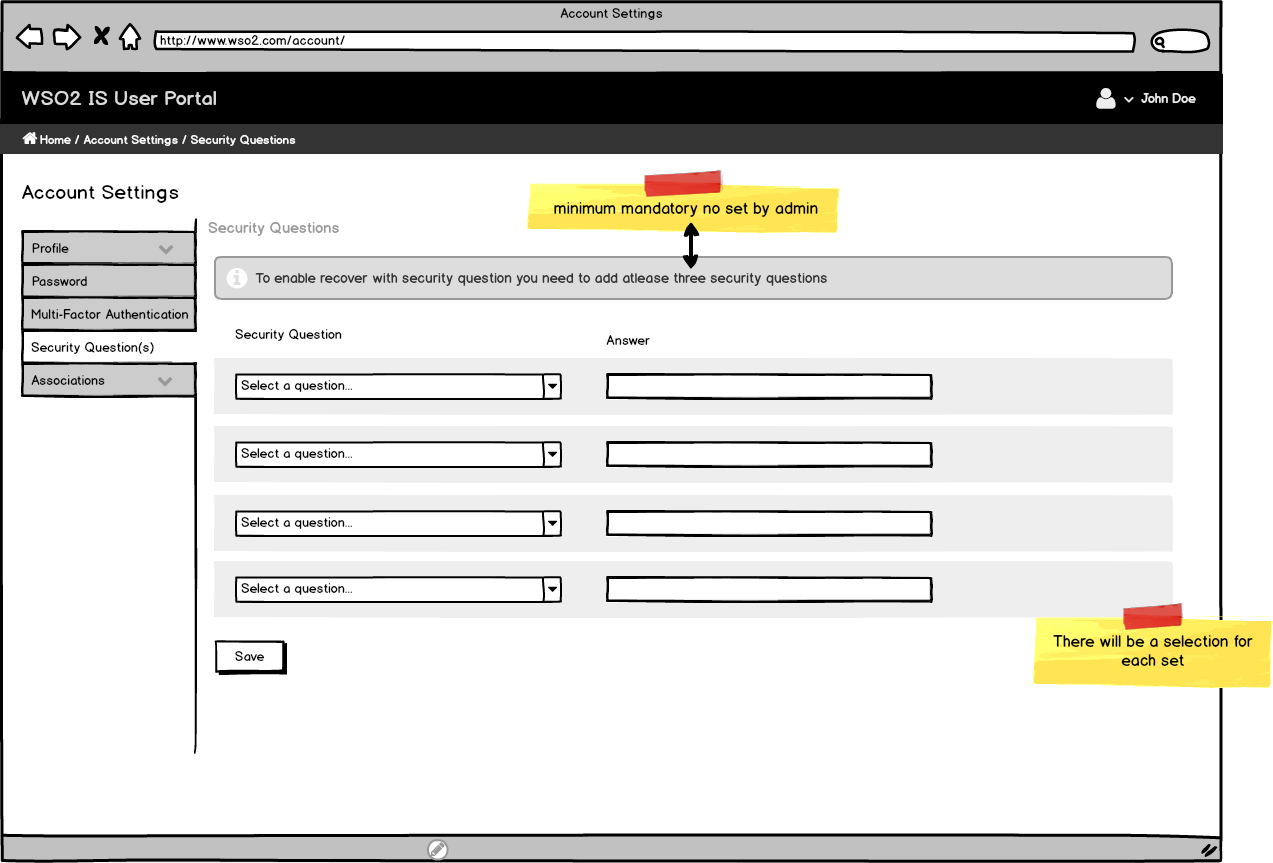 Account Settings
http://www.wso2.com/account/
WSO2 IS User Portal
John Doe
Home / Account Settings / Security Questions
Account Settings
minimum mandatory no set by admin
Security Questions
Profile
Password
Multi-Factor Authentication
Security Question(s)
Associations
To enable recover with security question you need to add atlease three security questions
Security Question
Answer
Select a question...
Select a question...
Select a question...
Select a question...
There will be a selection for
each set
Save